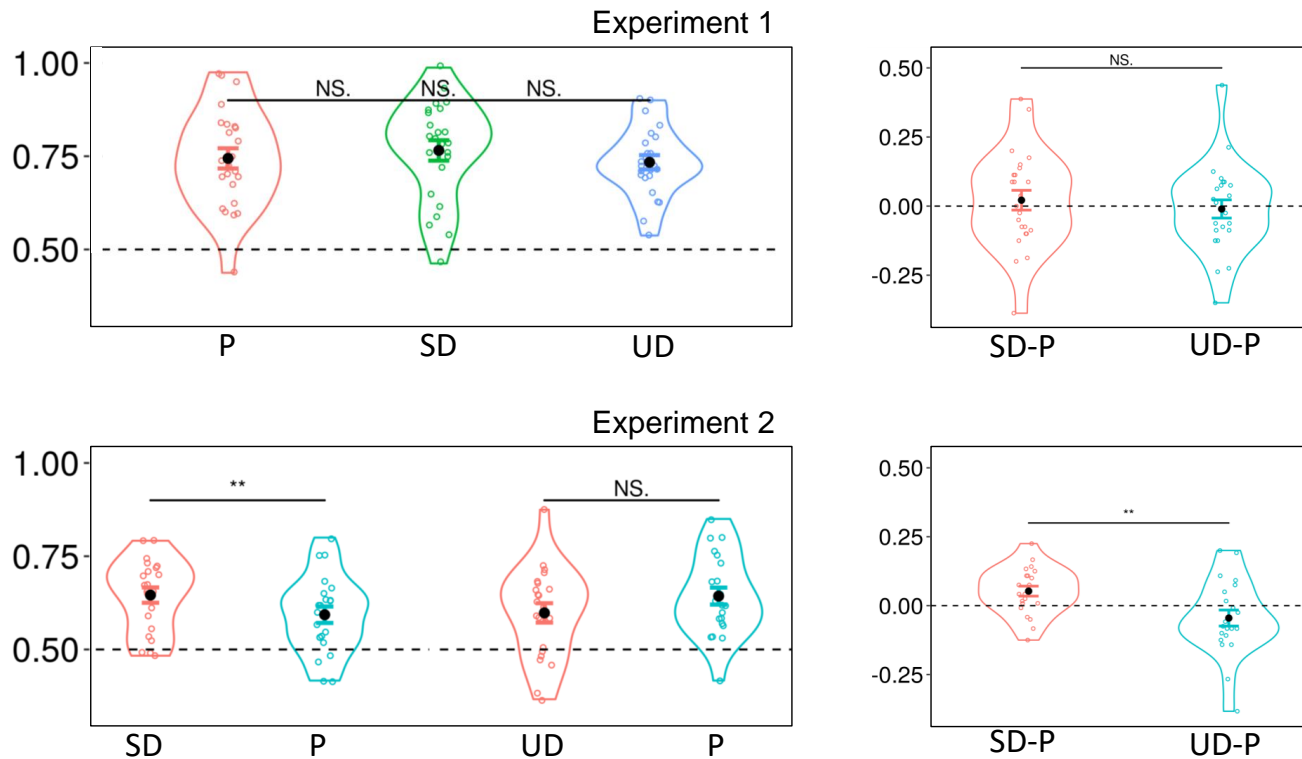 Experiment 1
1.00
0.75
0.50
NS. NS. NS.
P SD UD
0.50
0.25
0.00
-0.25
NS.
SD-P UD-P
Experiment 2
1.00
0.75
0.50
** NS.
SD P UD P
0.50
0.25
0.00
-0.25
**
SD-P UD-P